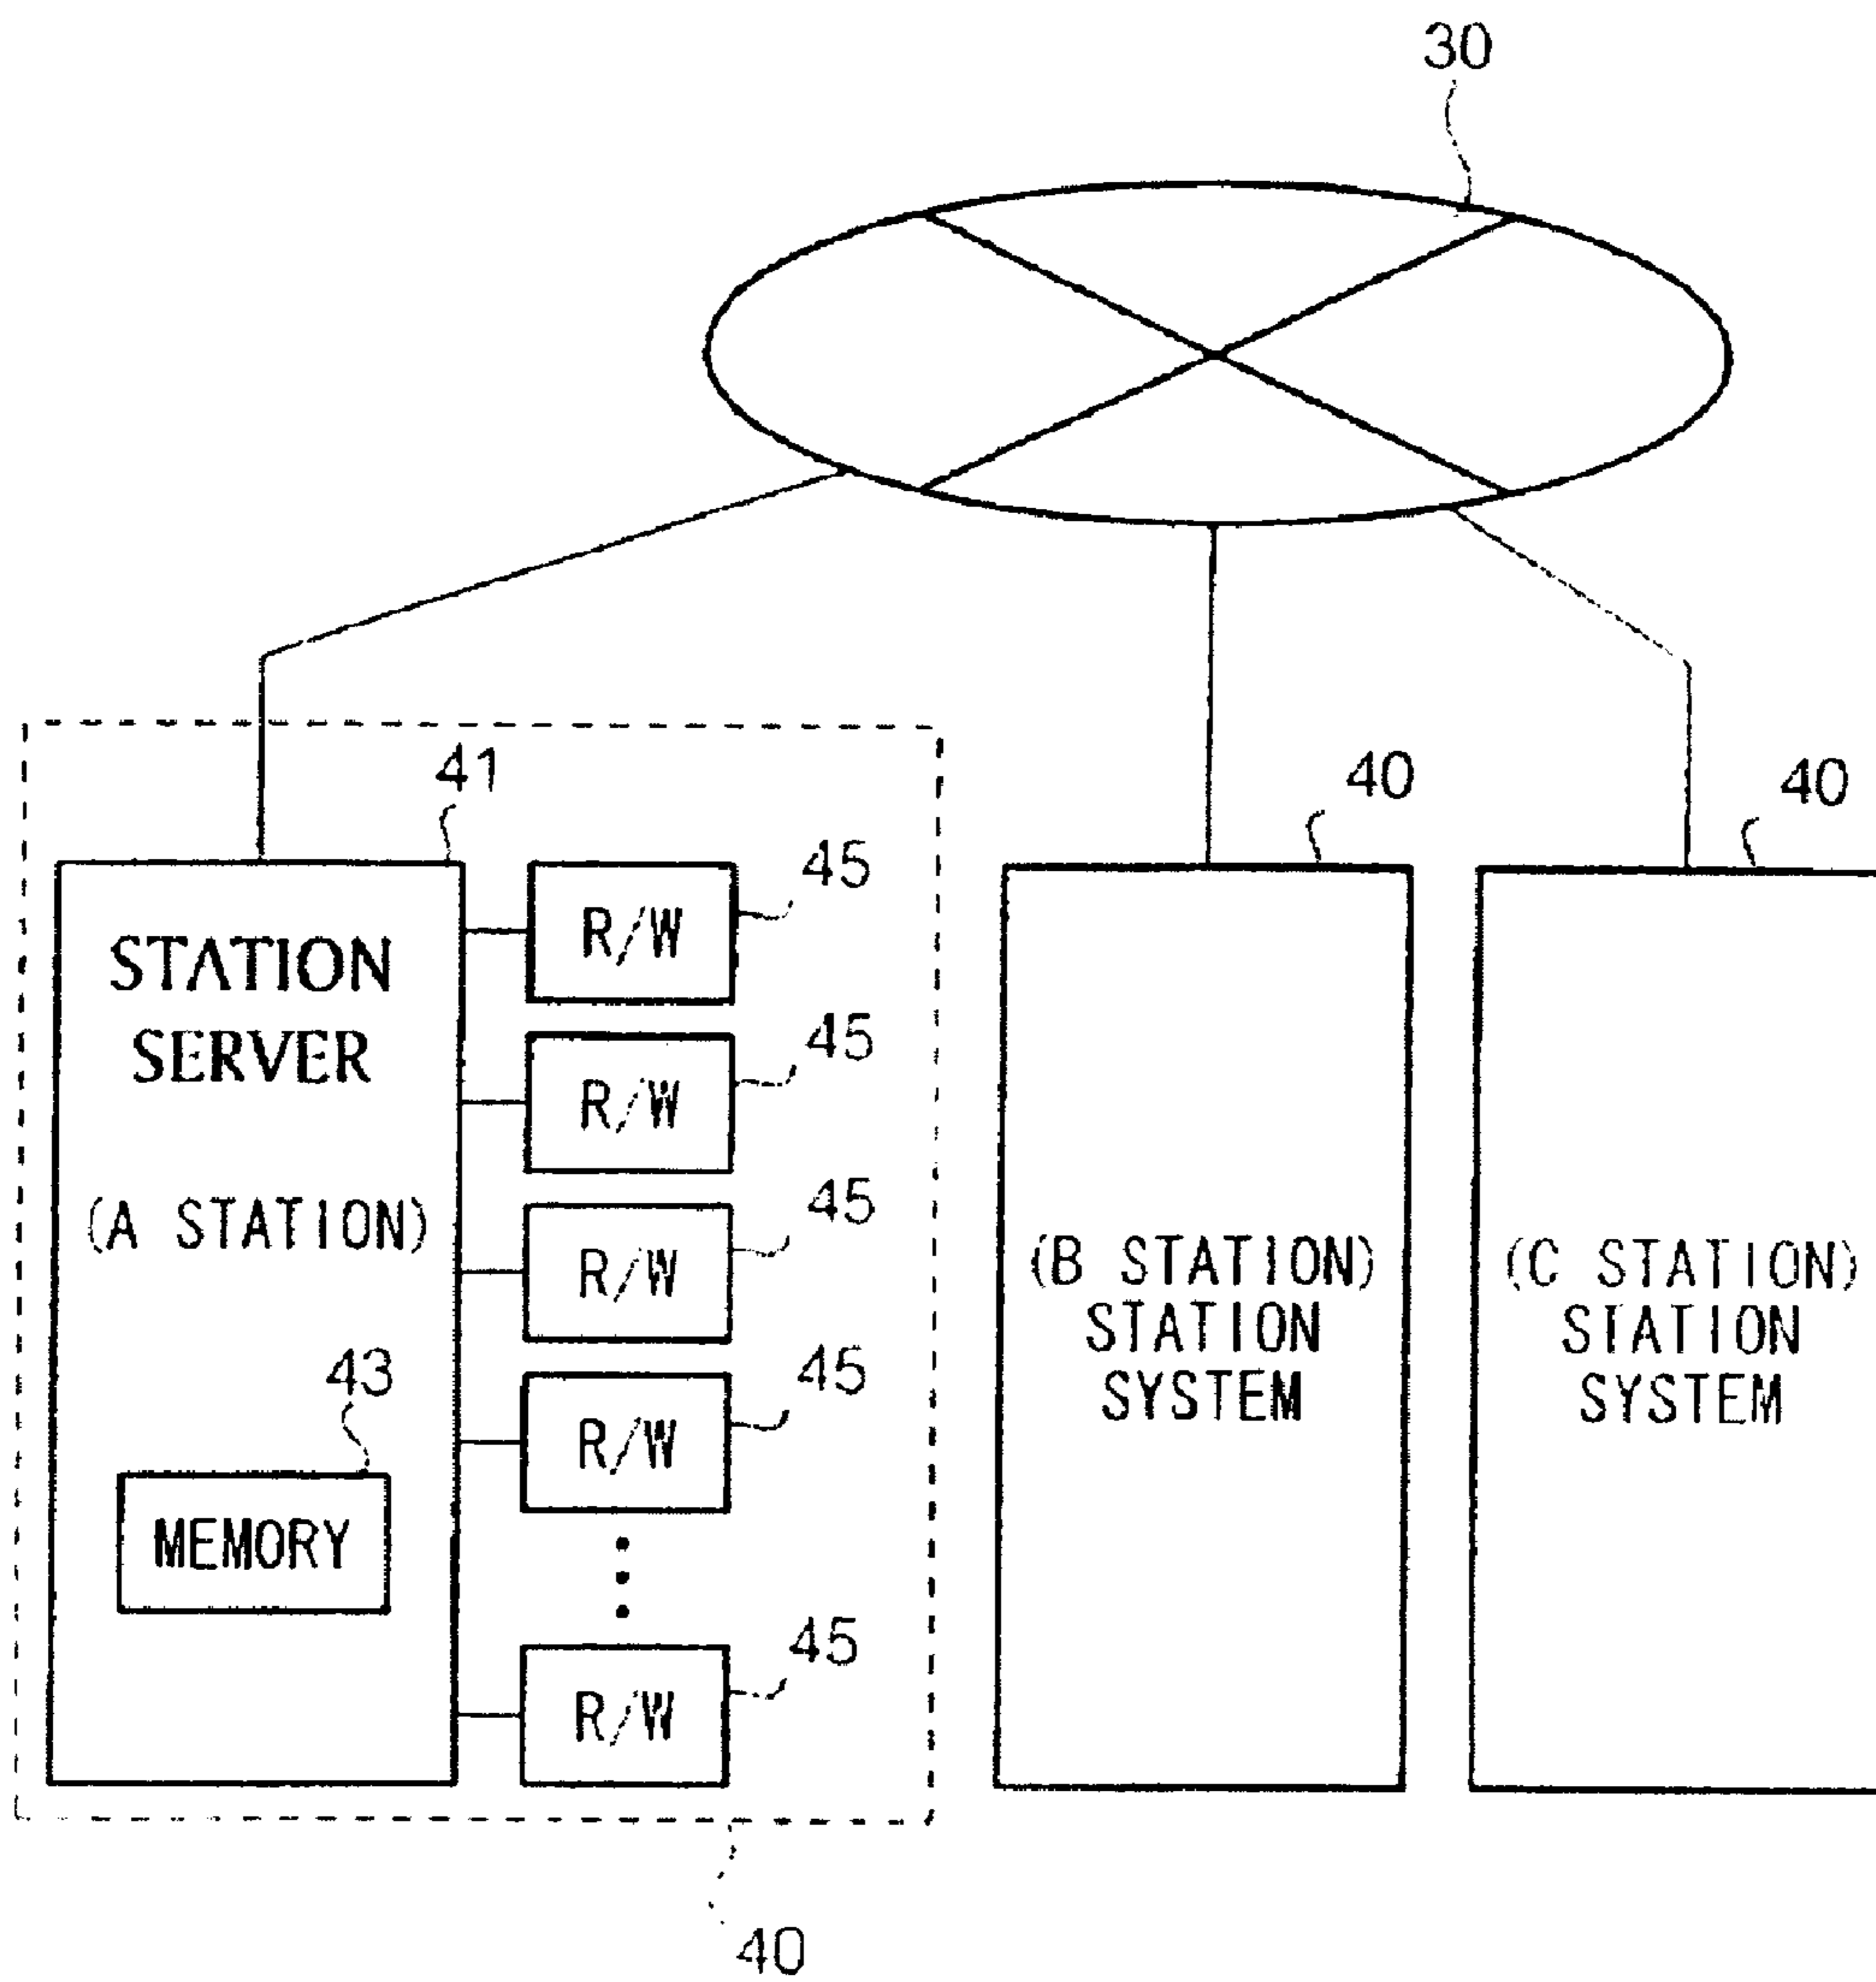 30
41
40
40
STATION
SERVER
(A STATION)
43
MEMORY
R/W
45
R/W
45
R/W
45
R/W
45
R/W
45
(B STATION)
STATION
SYSTEM
(C STATION)
STATION
SYSTEM
40